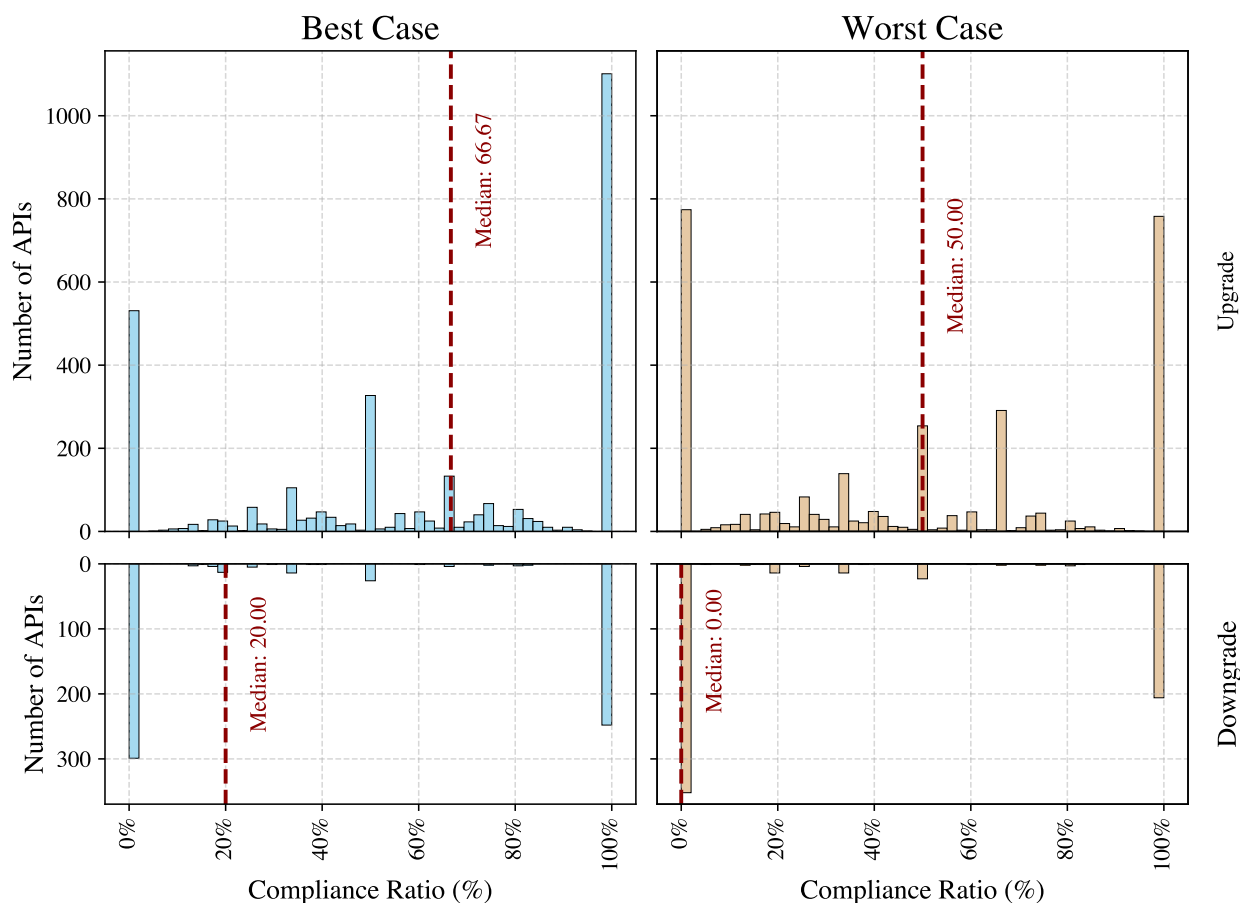 Best Case
Worst Case
Number of APIs
1000
800
600
400
200
0
Median: 66.67
Median: 50.00
Upgrade
Number of APIs
0
100
200
300
Median: 20.00
Median: 0.00
Downgrade
0%
20%
40%
60%
80%
100%
0%
20%
40%
60%
80%
100%
Compliance Ratio (%)
Compliance Ratio (%)